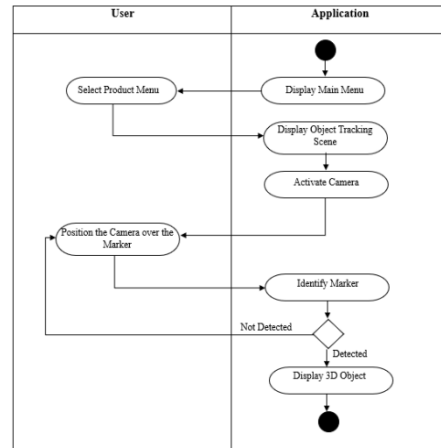 User
Application
Display Main Menu
Select Product Menu
Display Object Tracking
Scene
Activate Camera
Position the Camera over the
Marker
Identify Marker
Not Detected
Detected
Display 3D Object